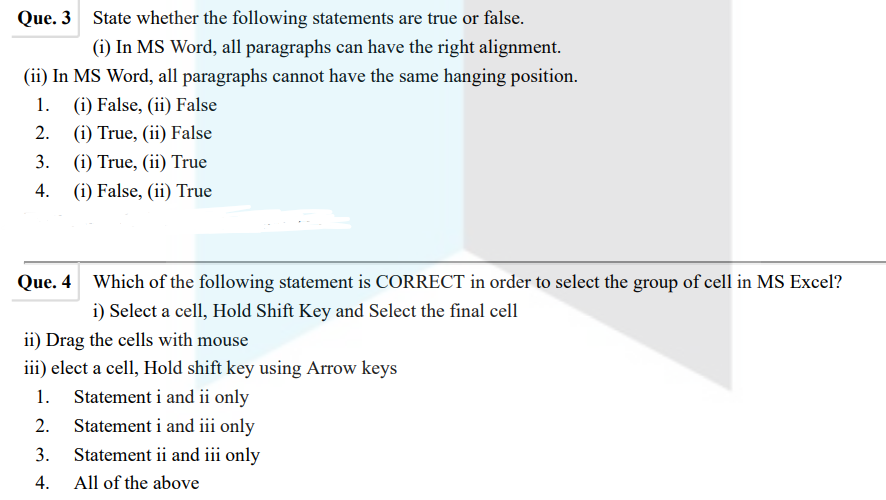 Que. 3 State whether the following statements are true or false.
(i) In MS Word, all paragraphs can have the right alignment.
(ii) In MS Word, all paragraphs cannot have the same hanging position.
1. (i) False, (ii) False
2. (i) True, (ii) False
3. (i) True, (ii) True
4. (i) False, (ii) True
Que. 4 Which of the following statement is CORRECT in order to select the group of cell in MS Excel?
i) Select a cell, Hold Shift Key and Select the final cell
ii) Drag the cells with mouse
iii) elect a cell, Hold shift key using Arrow keys
1. Statement i and ii only
2. Statement i and iii only
3. Statement ii and iii only
4. All of the above